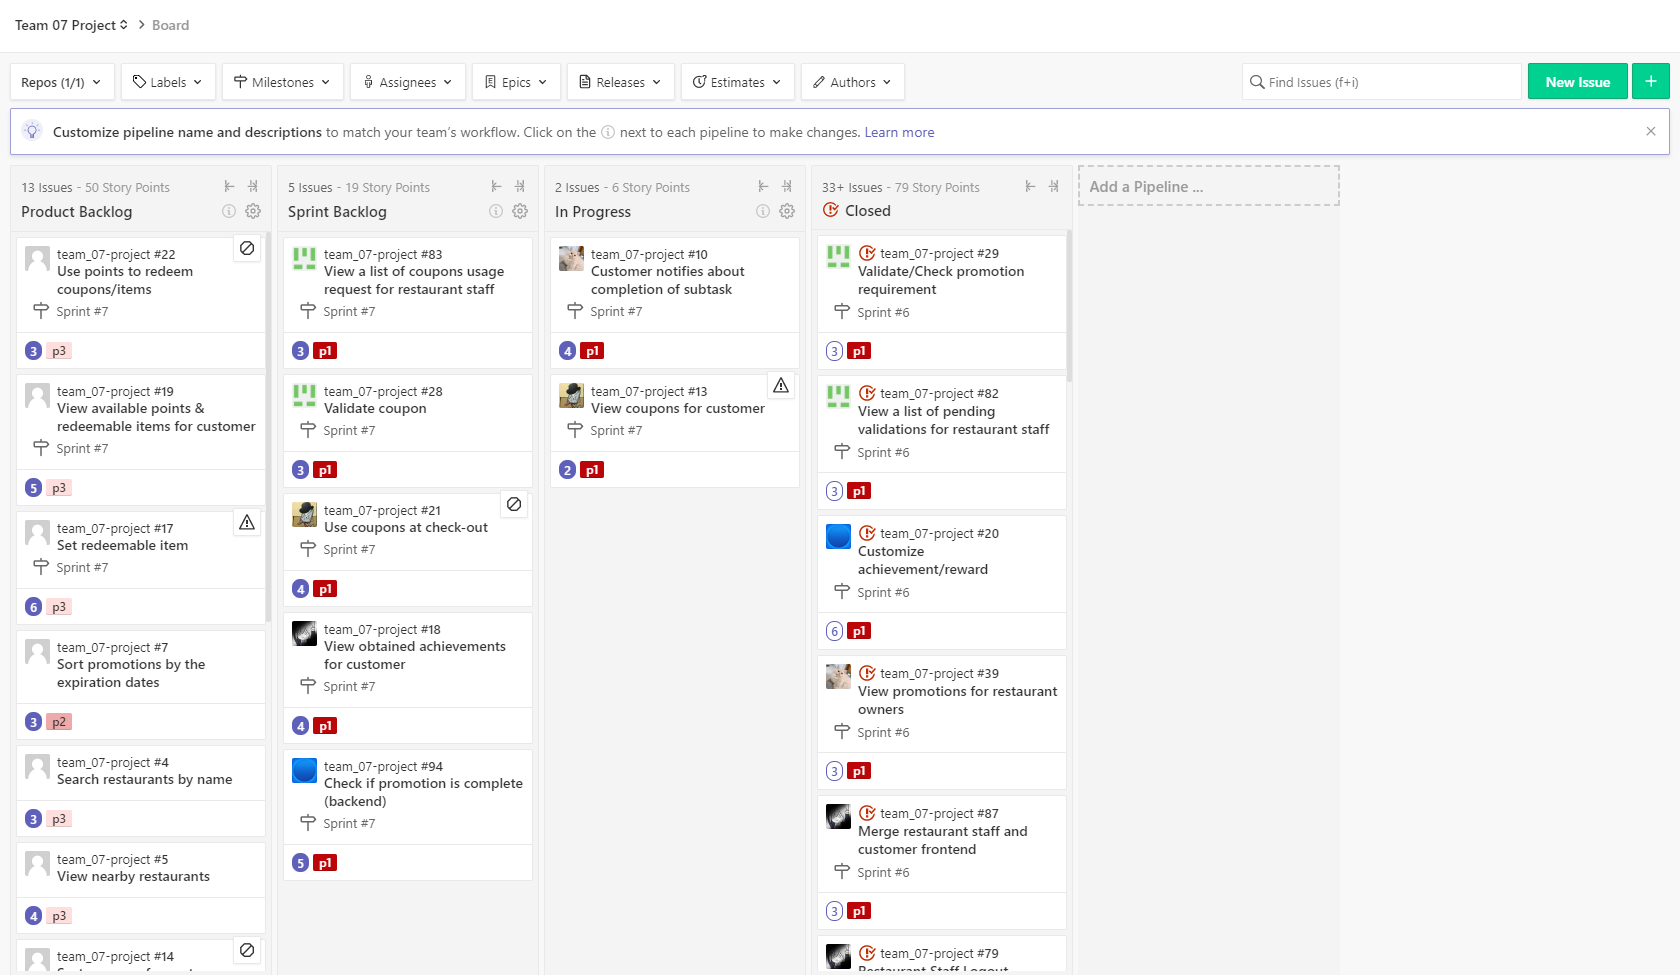 Team 07 Project > Board
Repos (1/1)
Labels
Milestones
Assignees
Epics
Releases
Estimates
Authors
Find Issues (f+i)
New Issue
+
Customize pipeline name and descriptions to match your team's workflow. Click on the ⓘ next to each pipeline to make changes. Learn more
13 Issues - 50 Story Points
Product Backlog
team_07-project #22
Use points to redeem
coupons/items
Sprint #7
3 p3
team_07-project #19
View available points &
redeemable items for customer
Sprint #7
5 p3
team_07-project #17
Set redeemable item
Sprint #7
6 p3
team_07-project #7
Sort promotions by the
expiration dates
3 p2
team_07-project #4
Search restaurants by name
3 p3
team_07-project #5
View nearby restaurants
4 p3
team_07-project #14
5 Issues - 19 Story Points
Sprint Backlog
team_07-project #83
View a list of coupons usage
request for restaurant staff
Sprint #7
3 p1
team_07-project #28
Validate coupon
Sprint #7
3 p1
team_07-project #21
Use coupons at check-out
Sprint #7
4 p1
team_07-project #18
View obtained achievements
for customer
Sprint #7
4 p1
team_07-project #94
Check if promotion is complete
(backend)
Sprint #7
5 p1
2 Issues - 6 Story Points
In Progress
team_07-project #10
Customer notifies about
completion of subtask
Sprint #7
4 p1
team_07-project #13
View coupons for customer
Sprint #7
2 p1
33+ Issues - 79 Story Points
Closed
team_07-project #29
Validate/Check promotion
requirement
Sprint #6
3 p1
team_07-project #82
View a list of pending
validations for restaurant staff
Sprint #6
3 p1
team_07-project #20
Customize
achievement/reward
Sprint #6
6 p1
team_07-project #39
View promotions for restaurant
owners
Sprint #6
3 p1
team_07-project #87
Merge restaurant staff and
customer frontend
Sprint #6
3 p1
team_07-project #79
Restaurant Staff Logout
Add a Pipeline ...